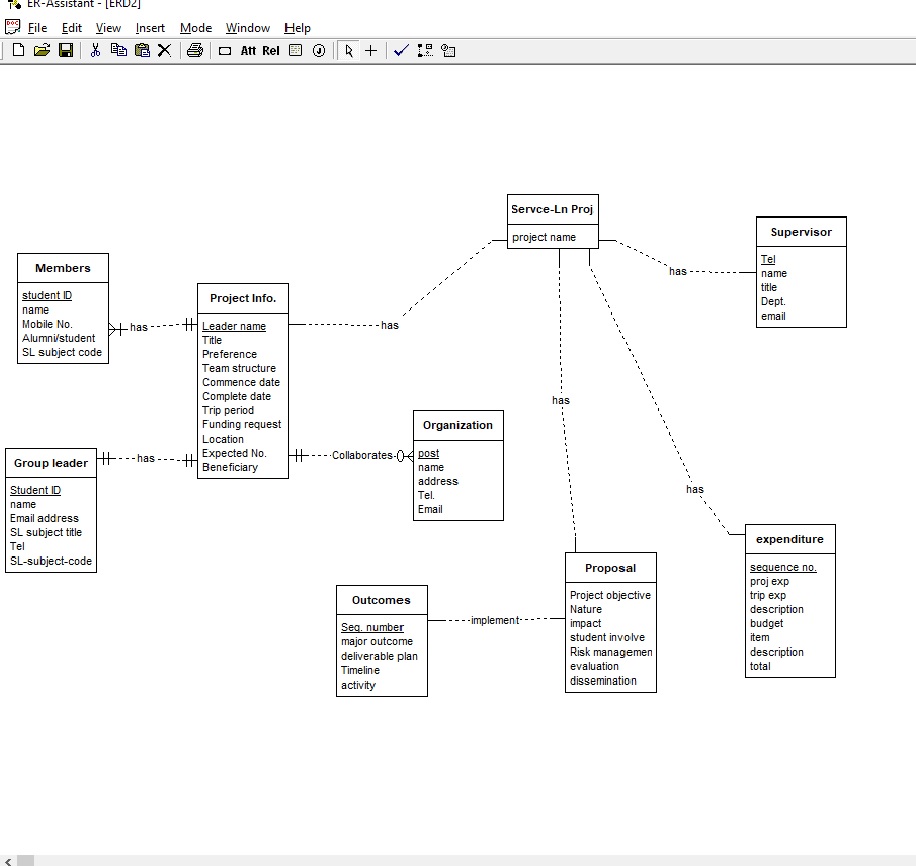 ER-Assistant - [ERD2]
File Edit View Insert Mode Window Help
Att Rel
Servce-Ln Proj
project name
Supervisor
Tel
name
title
Dept.
email
has
Members
student ID
name
Mobile No.
Alumni/student
SL subject code
has
Project Info.
Leader name
Title
Preference
Team structure
Commence date
Complete date
Trip period
Funding request
Location
Expected No.
Beneficiary
has
Group leader
Student ID
name
Email address
SL subject title
Tel
SL-subject-code
has
Collaborates
Organization
post
name
address
Tel.
Email
has
has
Outcomes
Seq. number
major outcome
deliverable plan
Timeline
activity
implement
Proposal
Project objective
Nature
impact
student involve
Risk managemen
evaluation
dissemination
expenditure
sequence no.
proj exp
trip exp
description
budget
item
description
total